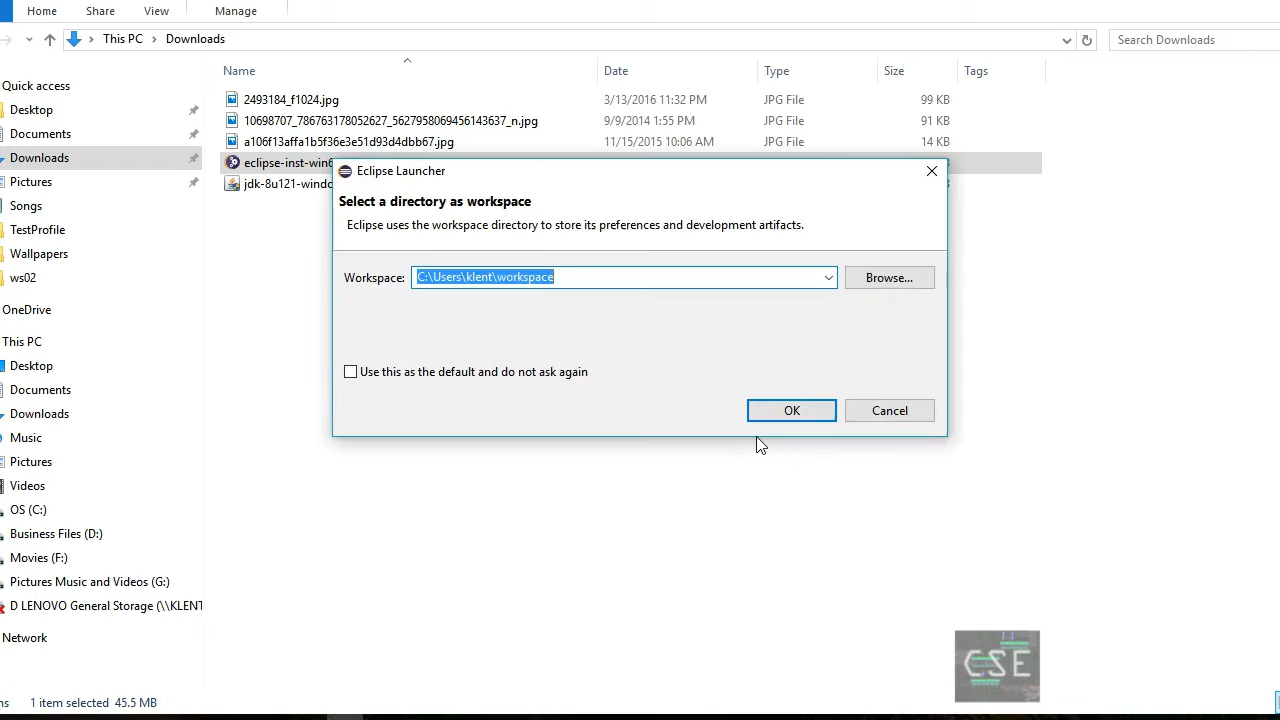 Home Share View Manage
This PC > Downloads Search Downloads
Name Date Type Size Tags
Quick access
Desktop
Documents
Downloads
Pictures
Songs
TestProfile
Wallpapers
ws02
OneDrive
This PC
Desktop
Documents
Downloads
Music
Pictures
Videos
OS (C:)
Business Files (D:)
Movies (F:)
Pictures Music and Videos (G:)
D LENOVO General Storage (\\KLENT
Network
2493184_f1024.jpg 3/13/2016 11:32 PM JPG File 99 KB
10698707_786763178052627_5627958069456143637_n.jpg 9/9/2014 1:55 PM JPG File 91 KB
a106f13affa1b5f36e3e51d93d4dbb67.jpg 11/15/2015 10:06 AM JPG File 14 KB
eclipse-inst-win
jdk-8u121-windo
Eclipse Launcher
Select a directory as workspace
Eclipse uses the workspace directory to store its preferences and development artifacts.
Workspace: C:\Users\klent\workspace Browse...
Use this as the default and do not ask again
OK Cancel
CSE
1 item selected 45.5 MB